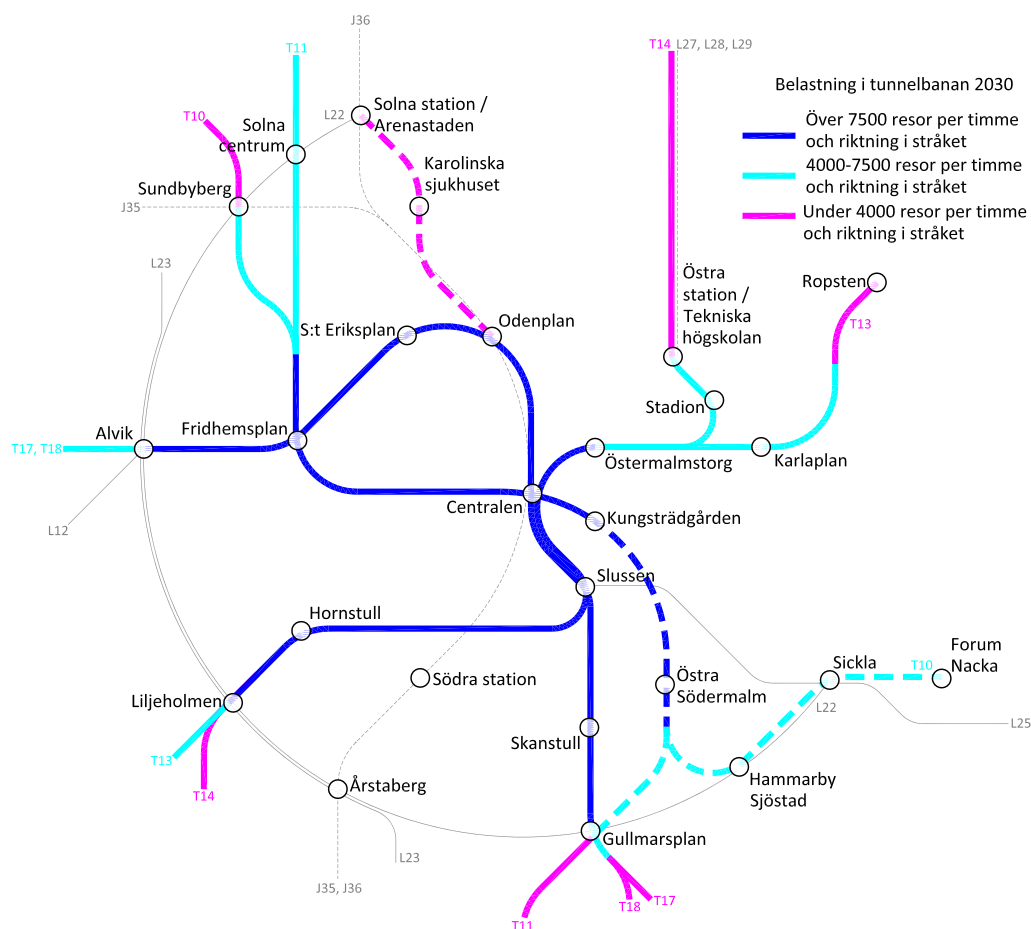 J36
T11
T14 L27, L28, L29
Belastning i tunnelbanan 2030
Över 7500 resor per timme
och riktning i stråket
4000-7500 resor per timme
och riktning i stråket
Under 4000 resor per timme
och riktning i stråket
T10
L22
Solna station /
Arenastaden
Solna
centrum
Karolinska
sjukhuset
Sundbyberg
J35
L23
Östra
station /
Tekniska
högskolan
Ropsten
T13
S:t Eriksplan
Odenplan
Stadion
Alvik
Fridhemsplan
T17, T18
Östermalmstorg
Karlaplan
Centralen
Kungsträdgården
L12
Slussen
Hornstull
Södra station
Östra
Södermalm
Sickla
T10
Forum
Nacka
Liljeholmen
L22
L25
Skanstull
T13
T14
Årstaberg
Hammarby
Sjöstad
Gullmarsplan
L23
J35, J36
T11
T18
T17